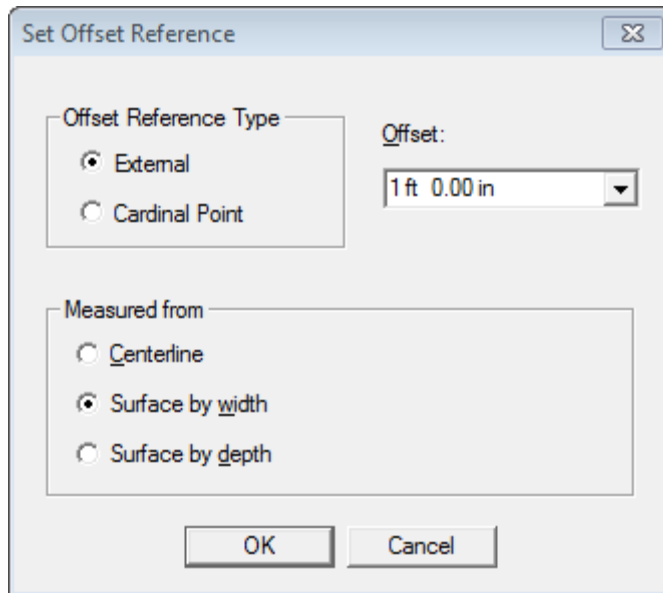 Set Offset Reference
Offset Reference Type
External
Cardinal Point
Offset:
1 ft 0.00 in
Measured from
Centerline
Surface by width
Surface by depth
OK
Cancel